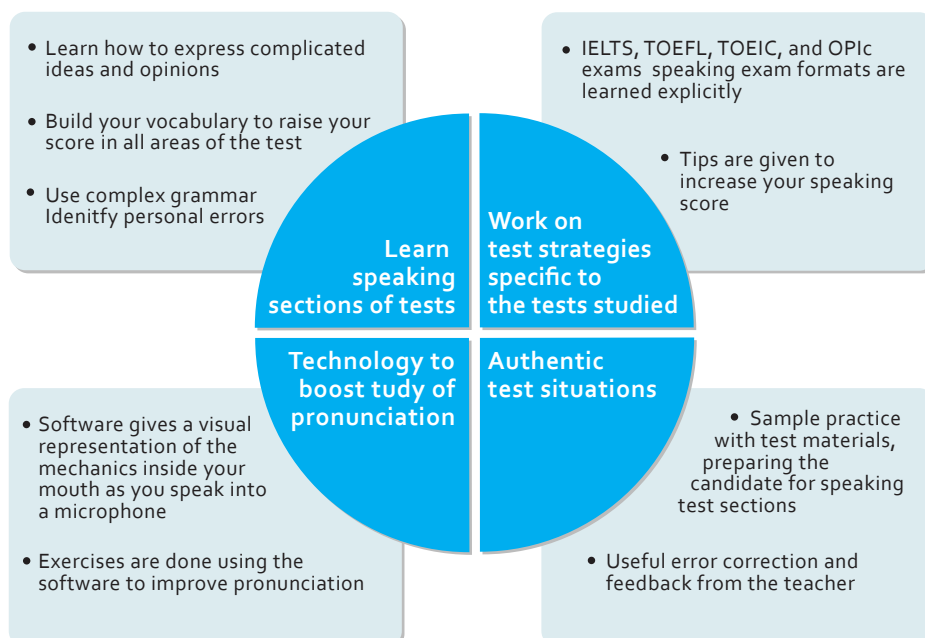 • Learn how to express complicated
ideas and opinions
• Build your vocabulary to raise your
score in all areas of the test
• Use complex grammar
Idenitfy personal errors
• IELTS, TOEFL, TOEIC, and OPIc
exams speaking exam formats are
learned explicitly
• Tips are given to
increase your speaking
score
Learn
speaking
sections of tests
Work on
test strategies
specific to
the tests studied
Technology to
boost tudy of
pronunciation
Authentic
test situations
• Software gives a visual
representation of the
mechanics inside your
mouth as you speak into
a microphone
• Exercises are done using the
software to improve pronunciation
• Sample practice
with test materials,
preparing the
candidate for speaking
test sections
• Useful error correction and
feedback from the teacher